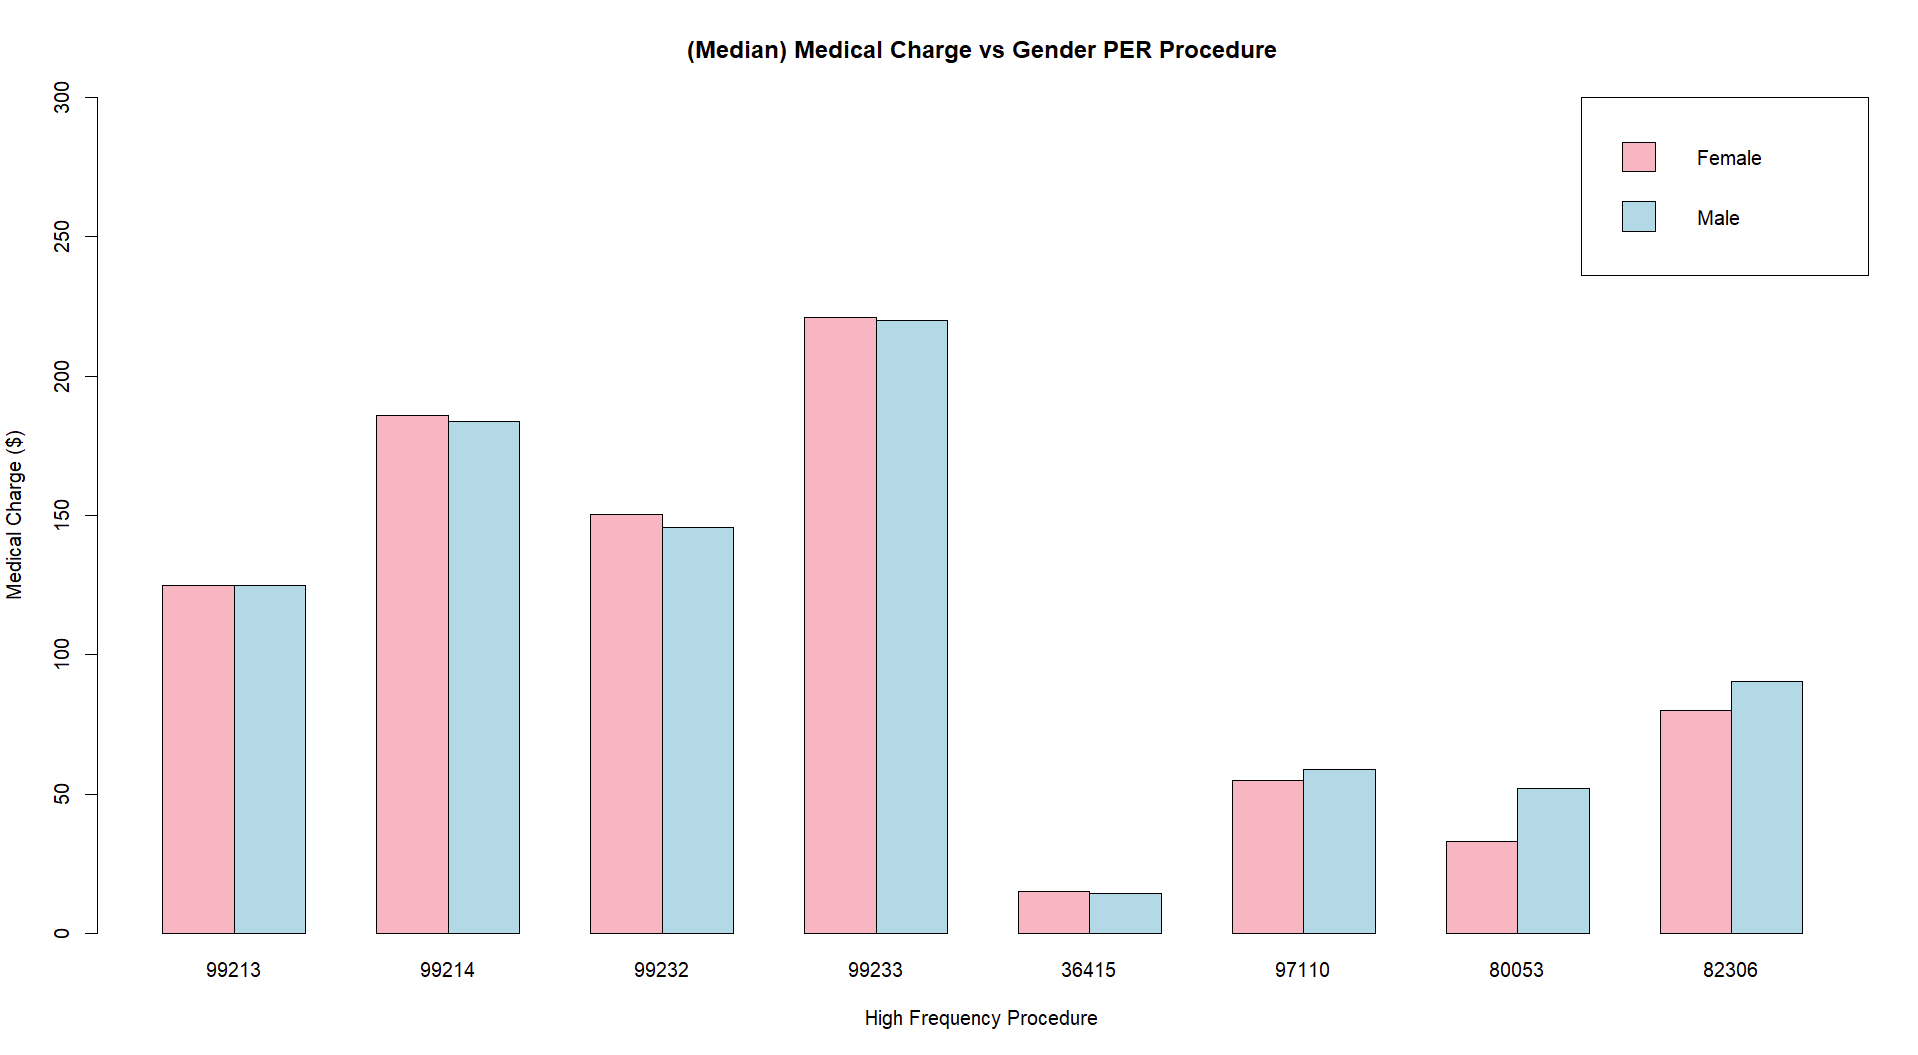 (Median) Medical Charge vs Gender PER Procedure
300
250
200
150
100
50
0
Medical Charge ($)
Female
Male
99213 99214 99232 99233 36415 97110 80053 82306
High Frequency Procedure